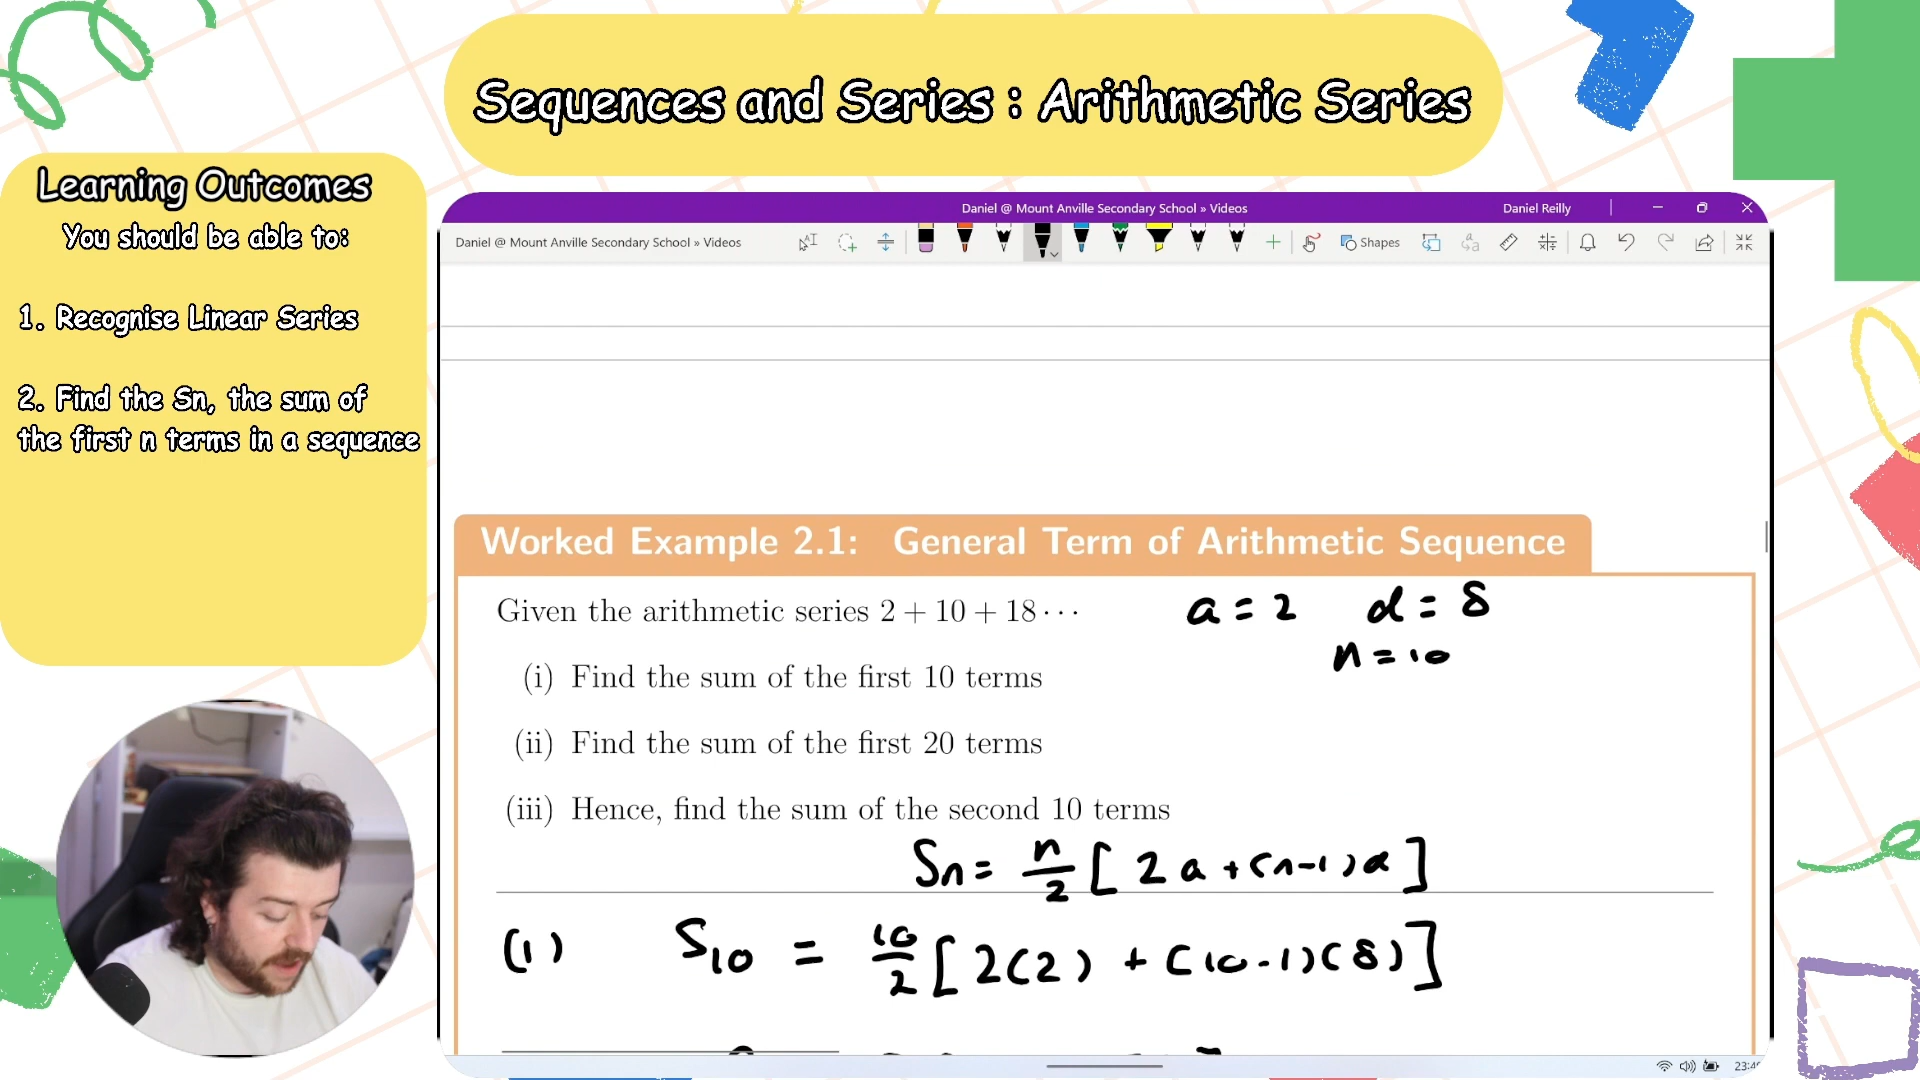 Sequences and Series : Arithmetic Series
Learning Outcomes
You should be able to:
1. Recognise Linear Series
2. Find the Sn, the sum of
the first n terms in a sequence
Daniel @ Mount Anville Secondary School » Videos
Daniel Reilly
Daniel @ Mount Anville Secondary School » Videos
Shapes
Worked Example 2.1: General Term of Arithmetic Sequence
Given the arithmetic series 2 + 10 + 18 · · ·
a = 2 d = 8
n = 10
(i) Find the sum of the first 10 terms
(ii) Find the sum of the first 20 terms
(iii) Hence, find the sum of the second 10 terms
Sn = n/2 [ 2a + (n-1)d ]
(1) S10 = 10/2 [ 2(2) + (10-1)(8) ]